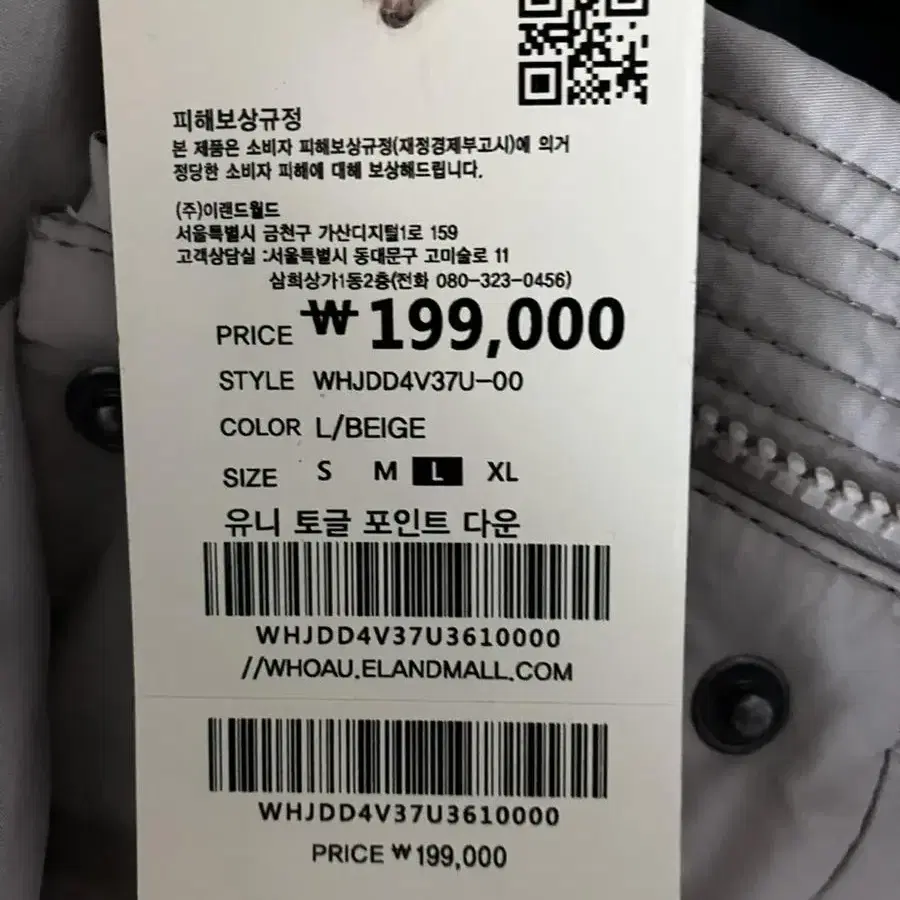 피해보상규정
본 제품은 소비자 피해보상규정(재정경제부고시)에 의거
정당한 소비자 피해에 대해 보상해드립니다.
(주)이랜드월드
서울특별시 금천구 가산디지털1로 159
고객상담실 :서울특별시 동대문구 고미술로 11
삼희상가1동2층(전화 080-323-0456)
PRICE ₩199,000
STYLE WHJDD4V37U-00
COLOR L/BEIGE
SIZE S M L XL
유니 토글 포인트 다운
WHJDD4V37U3610000
//WHOAU.ELANDMALL.COM
WHJDD4V37U3610000
PRICE ₩199,000